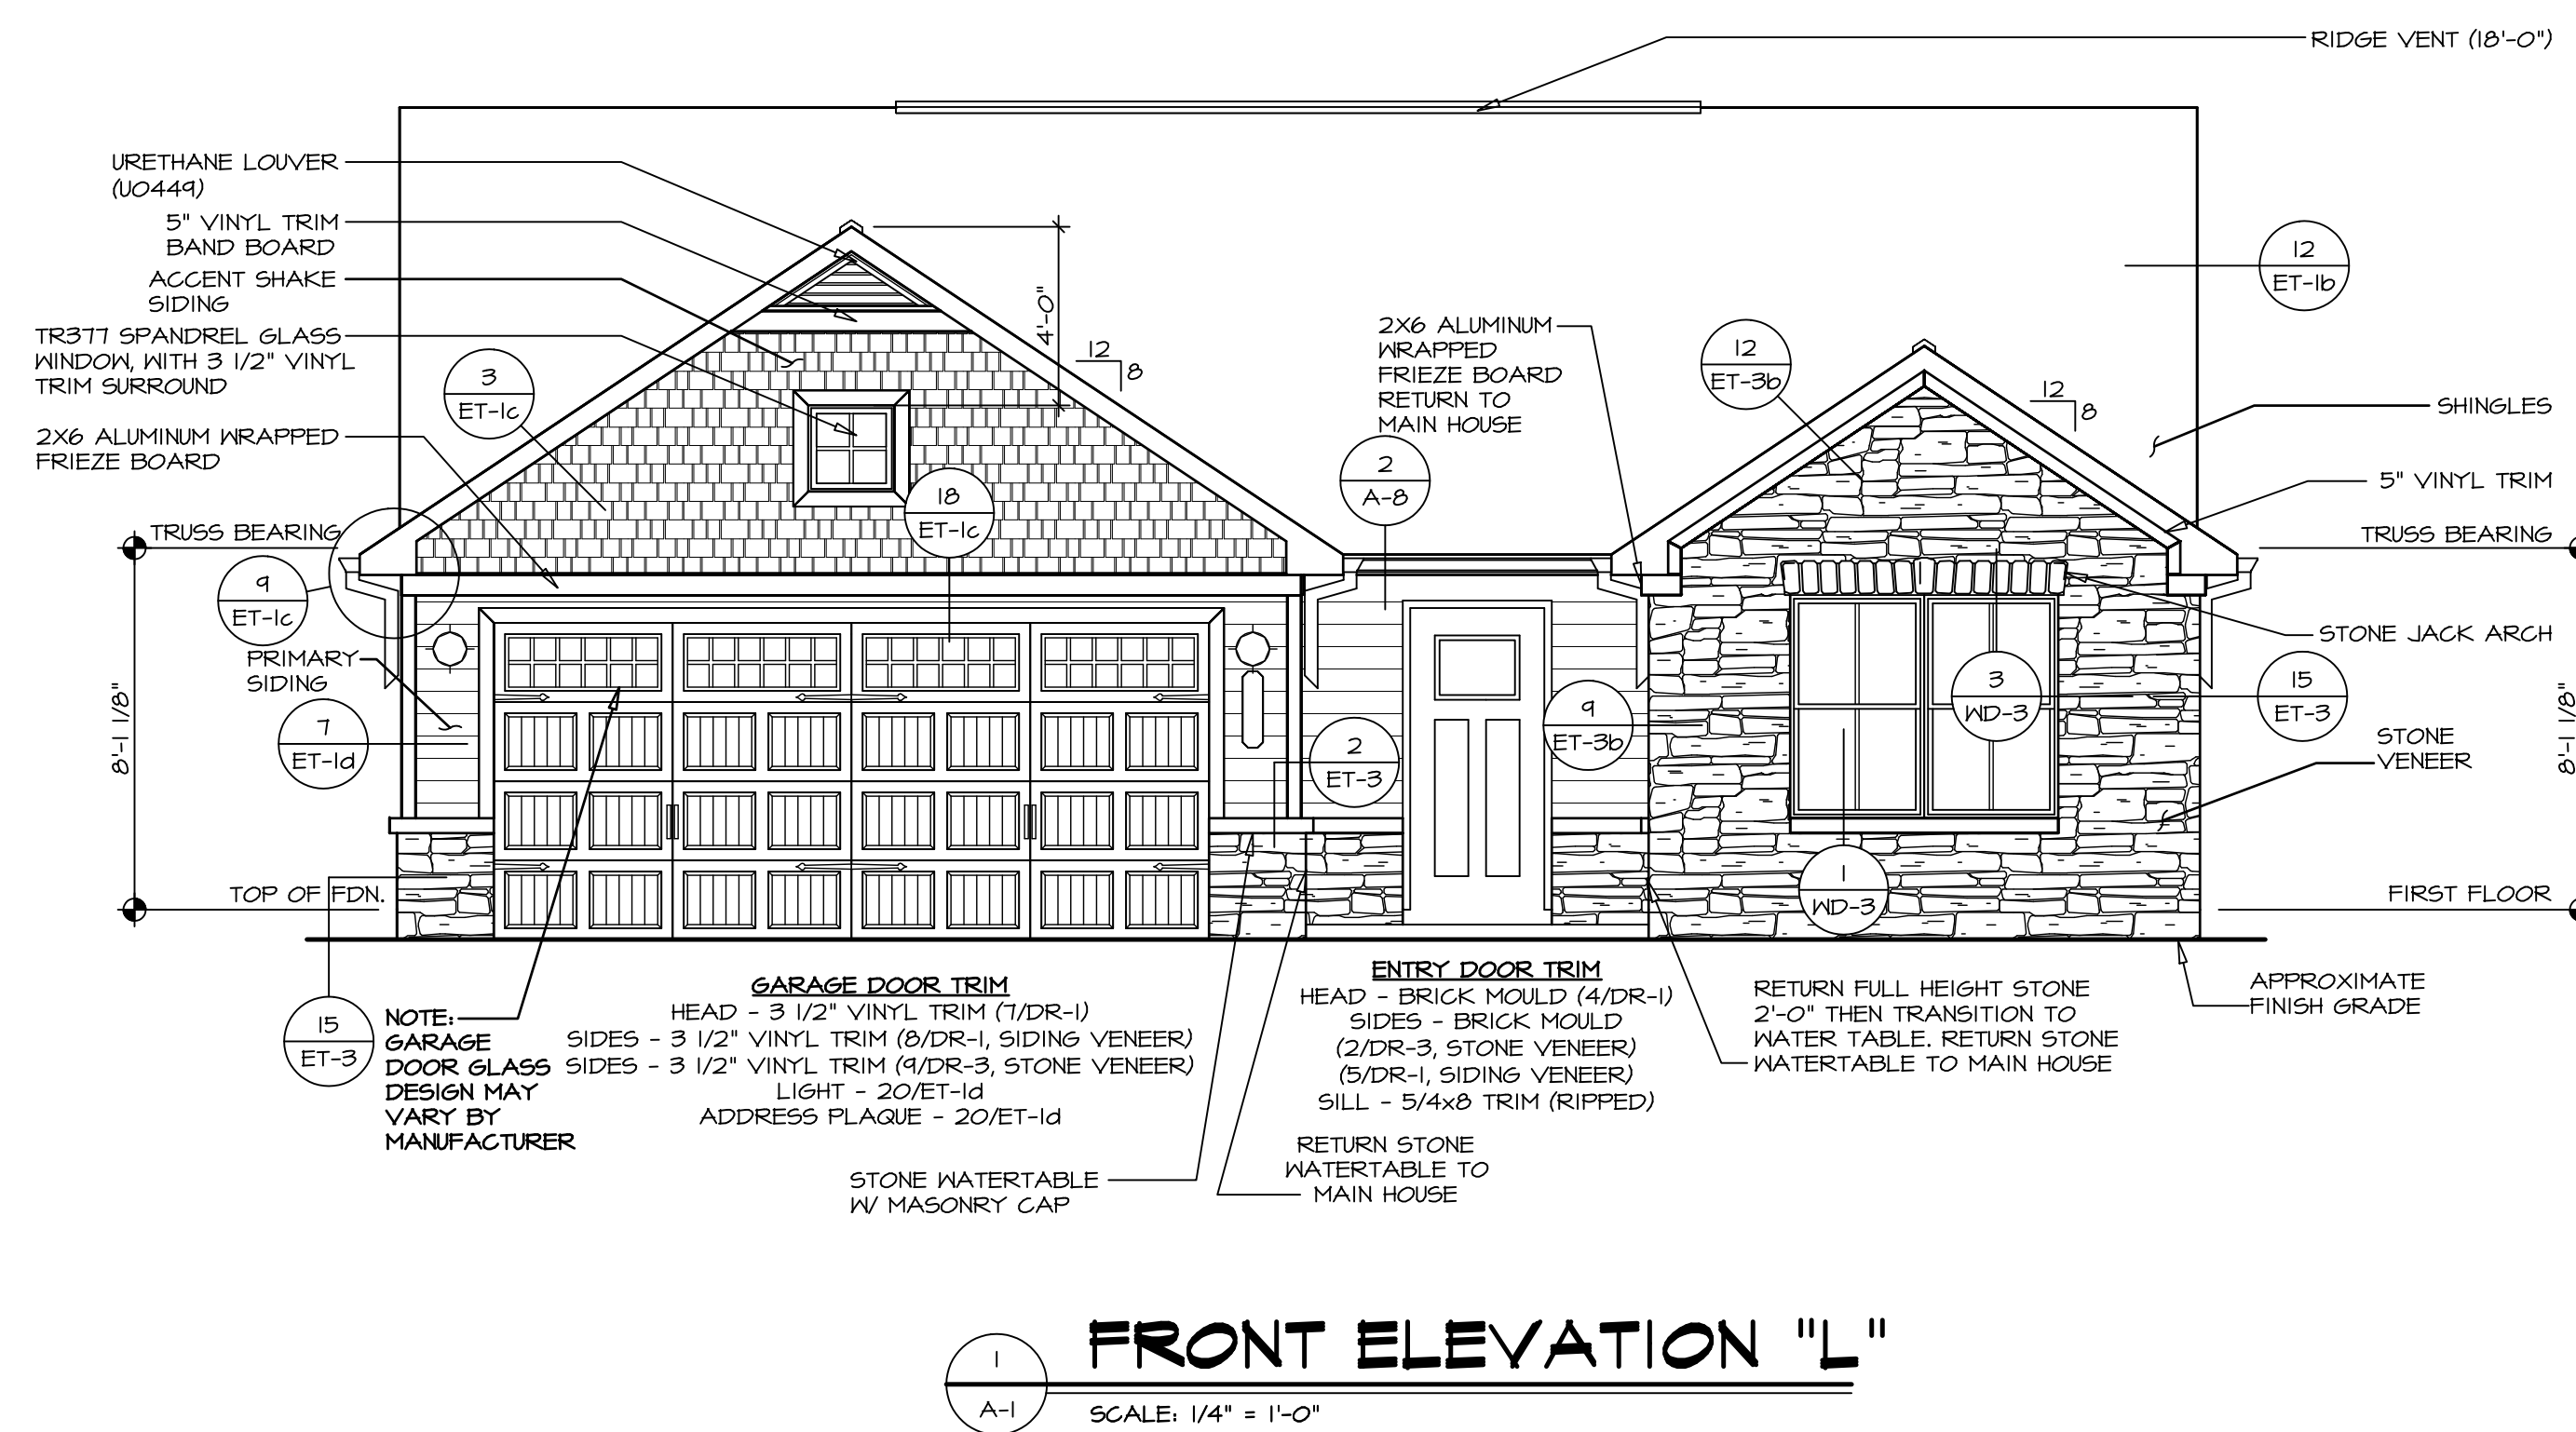 RIDGE VENT (18'-0")
URETHANE LOUVER
(U0449)
5" VINYL TRIM
BAND BOARD
ACCENT SHAKE
SIDING
TR377 SPANDREL GLASS
WINDOW, WITH 3 1/2" VINYL
TRIM SURROUND
2X6 ALUMINUM WRAPPED
FRIEZE BOARD
TRUSS BEARING
3
ET-1c
9
ET-1c
PRIMARY
SIDING
7
ET-1d
8'-1 1/8"
TOP OF FDN.
15
ET-3
NOTE:
GARAGE
DOOR GLASS
DESIGN MAY
VARY BY
MANUFACTURER
4'-0"
12
8
18
ET-1c
2X6 ALUMINUM
WRAPPED
FRIEZE BOARD
RETURN TO
MAIN HOUSE
2
A-8
12
ET-3b
12
8
12
ET-1b
SHINGLES
5" VINYL TRIM
TRUSS BEARING
STONE JACK ARCH
3
WD-3
15
ET-3
9
ET-3b
2
ET-3
STONE
VENEER
8'-1 1/8"
1
WD-3
FIRST FLOOR
APPROXIMATE
FINISH GRADE
GARAGE DOOR TRIM
HEAD - 3 1/2" VINYL TRIM (7/DR-1)
SIDES - 3 1/2" VINYL TRIM (8/DR-1, SIDING VENEER)
SIDES - 3 1/2" VINYL TRIM (9/DR-3, STONE VENEER)
LIGHT - 20/ET-1d
ADDRESS PLAQUE - 20/ET-1d
ENTRY DOOR TRIM
HEAD - BRICK MOULD (4/DR-1)
SIDES - BRICK MOULD
(2/DR-3, STONE VENEER)
(5/DR-1, SIDING VENEER)
SILL - 5/4x8 TRIM (RIPPED)
RETURN FULL HEIGHT STONE
2'-0" THEN TRANSITION TO
WATER TABLE. RETURN STONE
WATERTABLE TO MAIN HOUSE
STONE WATERTABLE
W/ MASONRY CAP
RETURN STONE
WATERTABLE TO
MAIN HOUSE
1
A-1
FRONT ELEVATION "L"
SCALE: 1/4" = 1'-0"